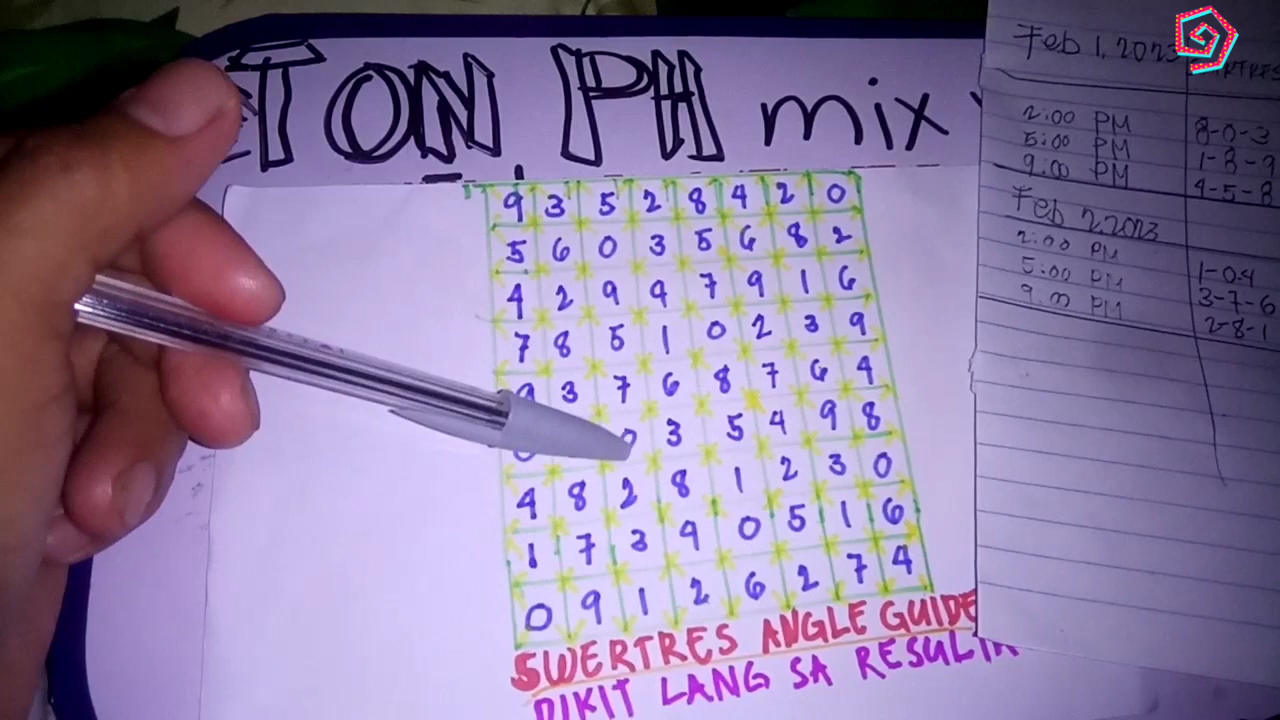 TON PH mix
9 3 5 2 8 4 2 0
5 6 0 3 5 6 8 2
4 2 9 9 7 9 1 6
7 8 5 1 0 2 3 9
9 3 7 6 8 7 6 4
0 3 5 4 9 8
4 8 2 8 1 2 3 0
1 7 3 9 0 5 1 6
0 9 1 2 6 2 7 4
SWERTRES ANGLE GUIDE
DIKIT LANG SA
Feb 1, 2023
2:00 PM 8-0-3
5:00 PM 1-8-9
9:00 PM 4-5-8
Feb 2, 2023
2:00 PM 1-0-4
5:00 PM 3-7-6
9:00 PM 2-8-1